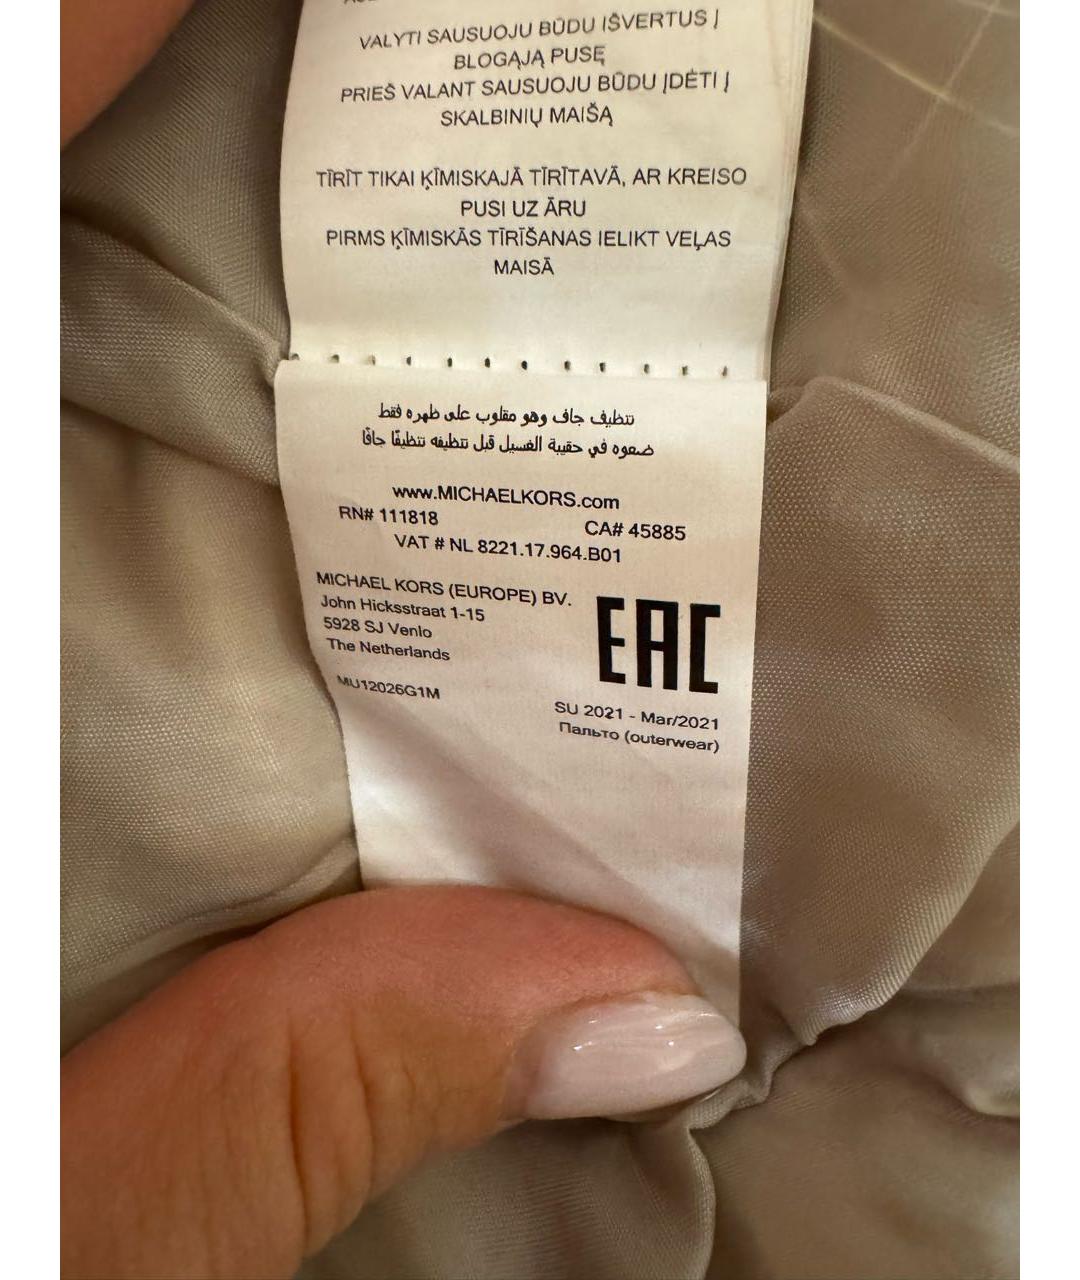 VALYTI SAUSUOJU BŪDU IŠVERTUS Į
BLOGĄJĄ PUSĘ
PRIEŠ VALANT SAUSUOJU BŪDU ĮDĖTI Į
SKALBINIŲ MAIŠĄ
TĪRĪT TIKAI ĶĪMISKAJĀ TĪRĪTAVĀ, AR KREISO
PUSI UZ ĀRU
PIRMS ĶĪMISKĀS TĪRĪŠANAS IELIKT VEĻAS
MAISĀ
تنظيف جاف وهو مقلوب على ظهره فقط
ضعوه في حقيبة الغسيل قبل تنظيفه تنظيفًا جافًا
www.MICHAELKORS.com
RN# 111818 CA# 45885
VAT # NL 8221.17.964.B01
MICHAEL KORS (EUROPE) BV.
John Hicksstraat 1-15
5928 SJ Venlo
The Netherlands
EAC
MU12026G1M
SU 2021 - Mar/2021
Пальто (outerwear)